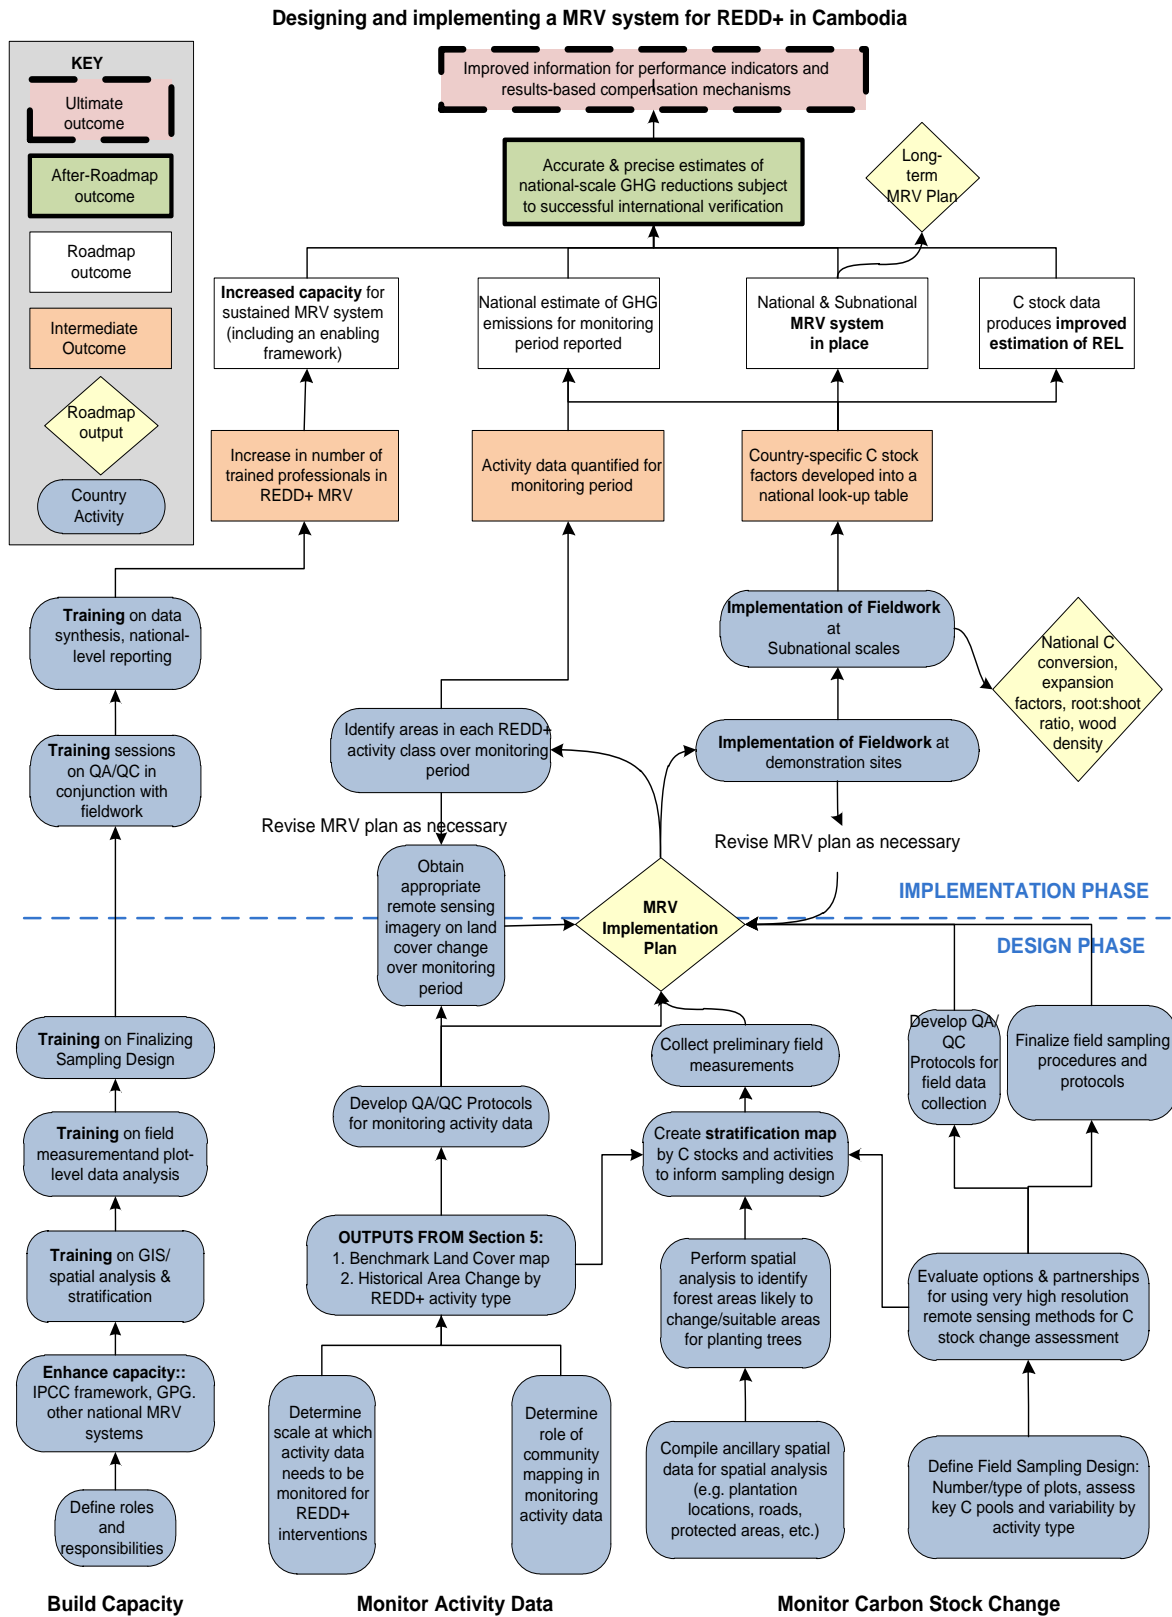 Designing and implementing a MRV system for REDD+ in Cambodia
KEY
Ultimate
outcome
After-Roadmap
outcome
Roadmap
outcome
Intermediate
Outcome
Roadmap
output
Country
Activity
Improved information for performance indicators and
results-based compensation mechanisms
Accurate & precise estimates of
national-scale GHG reductions subject
to successful international verification
Long-
term
MRV Plan
Increased capacity for
sustained MRV system
(including an enabling
framework)
National estimate of GHG
emissions for monitoring
period reported
National & Subnational
MRV system
in place
C stock data
produces improved
estimation of REL
Increase in number of
trained professionals in
REDD+ MRV
Activity data quantified for
monitoring period
Country-specific C stock
factors developed into a
national look-up table
Training on data
synthesis, national-
level reporting
Implementation of Fieldwork
at
Subnational scales
National C
conversion,
expansion
factors, root:shoot
ratio, wood
density
Training sessions
on QA/QC in
conjunction with
fieldwork
Identify areas in each REDD+
activity class over monitoring
period
Implementation of Fieldwork at
demonstration sites
Revise MRV plan as necessary
Revise MRV plan as necessary
Obtain
appropriate
remote sensing
imagery on land
cover change
over monitoring
period
MRV
Implementation
Plan
IMPLEMENTATION PHASE
DESIGN PHASE
Training on Finalizing
Sampling Design
Collect preliminary field
measurements
Develop QA/
QC
Protocols for
field data
collection
Finalize field sampling
procedures and
protocols
Develop QA/QC Protocols
for monitoring activity data
Training on field
measurementand plot-
level data analysis
Create stratification map
by C stocks and activities
to inform sampling design
Training on GIS/
spatial analysis &
stratification
OUTPUTS FROM Section 5:
1. Benchmark Land Cover map
2. Historical Area Change by
REDD+ activity type
Perform spatial
analysis to identify
forest areas likely to
change/suitable areas
for planting trees
Evaluate options & partnerships
for using very high resolution
remote sensing methods for C
stock change assessment
Enhance capacity::
IPCC framework, GPG.
other national MRV
systems
Determine
scale at which
activity data
needs to be
monitored for
REDD+
interventions
Determine
role of
community
mapping in
monitoring
activity data
Compile ancillary spatial
data for spatial analysis
(e.g. plantation
locations, roads,
protected areas, etc.)
Define Field Sampling Design:
Number/type of plots, assess
key C pools and variability by
activity type
Define roles and
responsibilities
Build Capacity
Monitor Activity Data
Monitor Carbon Stock Change